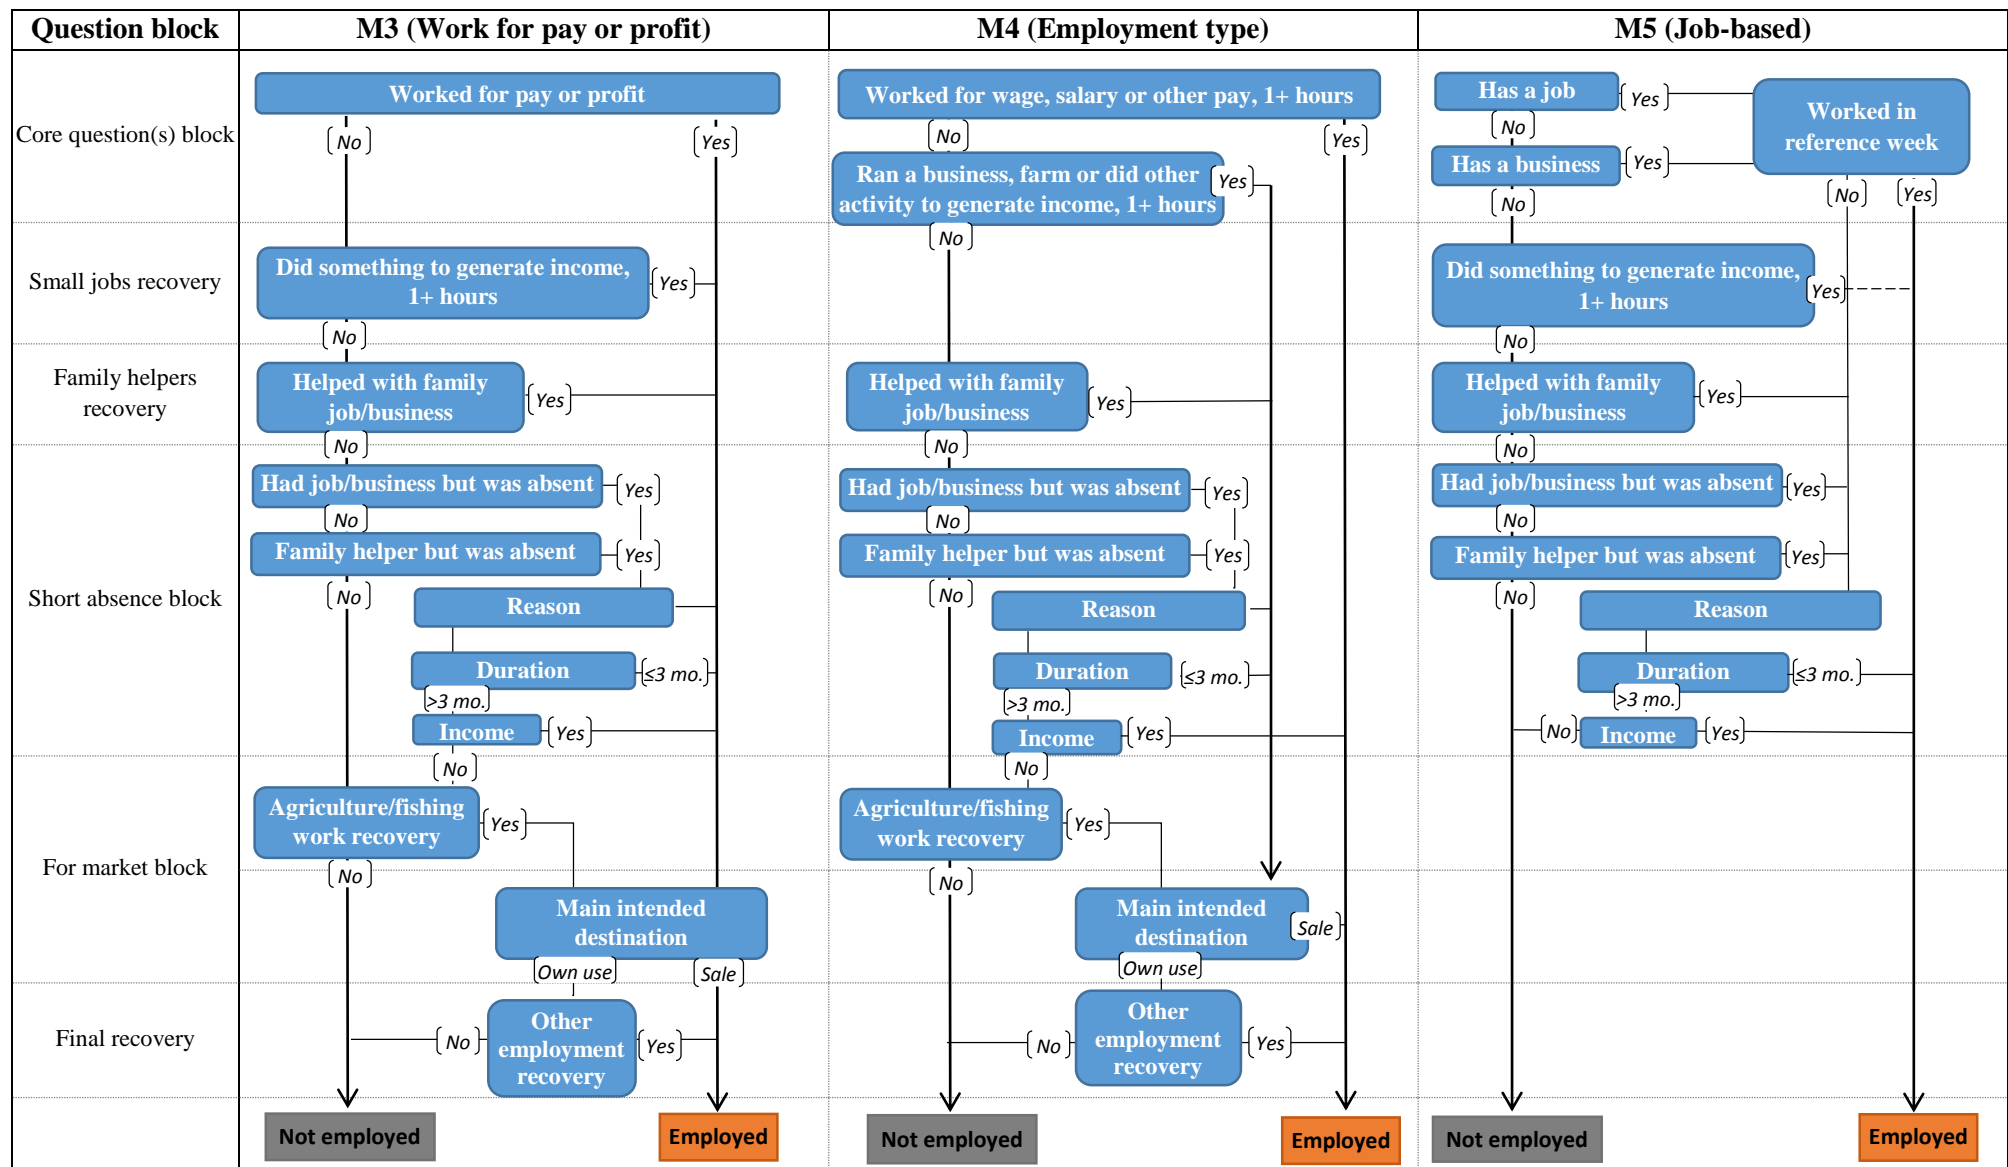 Question block
M3 (Work for pay or profit)
M4 (Employment type)
M5 (Job-based)
Core question(s) block
Worked for pay or profit
No
Yes
Worked for wage, salary or other pay, 1+ hours
No
Yes
Ran a business, farm or did other
activity to generate income, 1+ hours
Yes
No
Has a job
Yes
No
Has a business
Yes
No
Worked in
reference week
No
Yes
Small jobs recovery
Did something to generate income,
1+ hours
Yes
No
Did something to generate income,
1+ hours
Yes
No
Family helpers
recovery
Helped with family
job/business
Yes
No
Helped with family
job/business
Yes
No
Helped with family
job/business
Yes
No
Short absence block
Had job/business but was absent
Yes
No
Family helper but was absent
Yes
No
Reason
Duration
≤3 mo.
>3 mo.
Income
Yes
No
Had job/business but was absent
Yes
No
Family helper but was absent
Yes
No
Reason
Duration
≤3 mo.
>3 mo.
Income
Yes
No
Had job/business but was absent
Yes
No
Family helper but was absent
Yes
No
Reason
Duration
≤3 mo.
>3 mo.
No
Income
Yes
For market block
Agriculture/fishing
work recovery
Yes
No
Main intended
destination
Own use
Sale
Agriculture/fishing
work recovery
Yes
No
Main intended
destination
Sale
Own use
Final recovery
No
Other
employment
recovery
Yes
No
Other
employment
recovery
Yes
Not employed
Employed
Not employed
Employed
Not employed
Employed